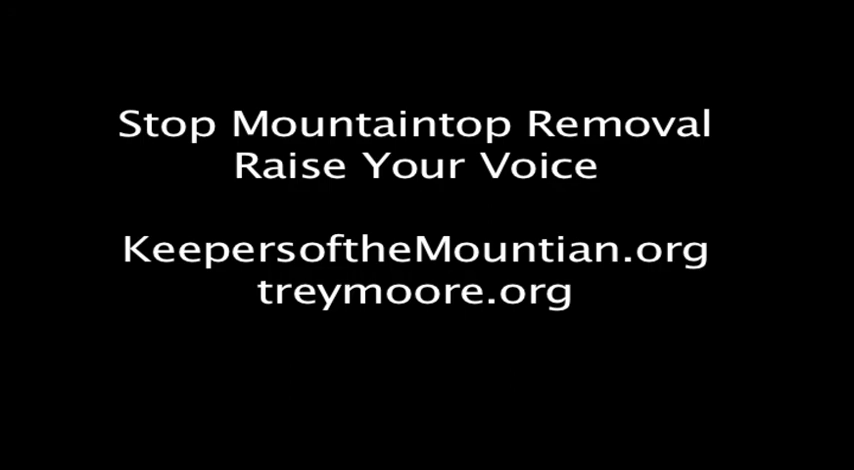 Stop Mountaintop Removal
Raise Your Voice
KeepersoftheMountian.org
treymoore.org